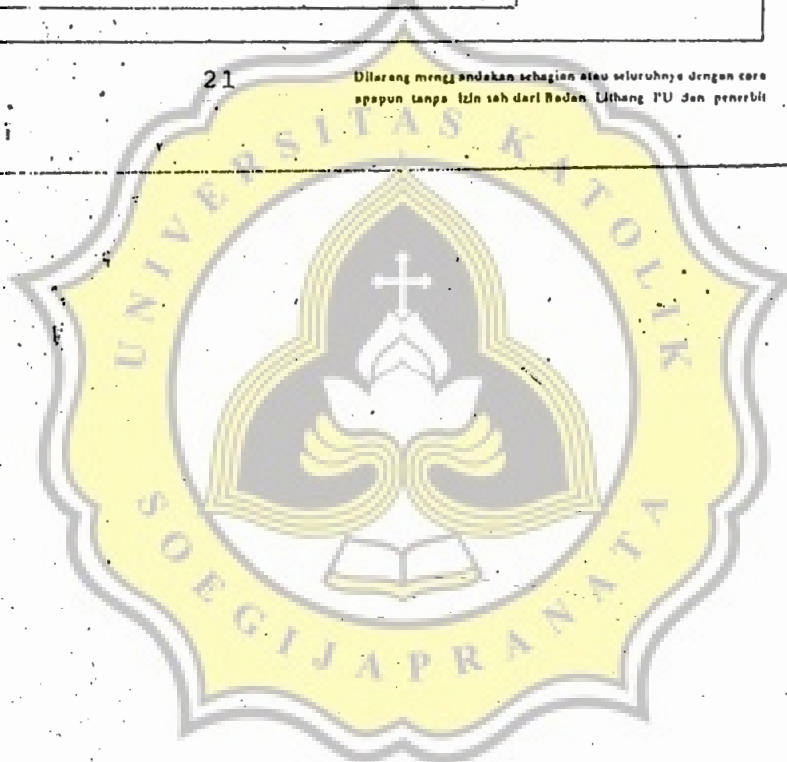 21
Dilarang menggandakan sebagian atau seluruhnya dengan cara
apapun tanpa izin sah dari Badan Litbang PU dan penerbit
UNIVERSITAS KATOLIK
SOEGIJAPRANATA